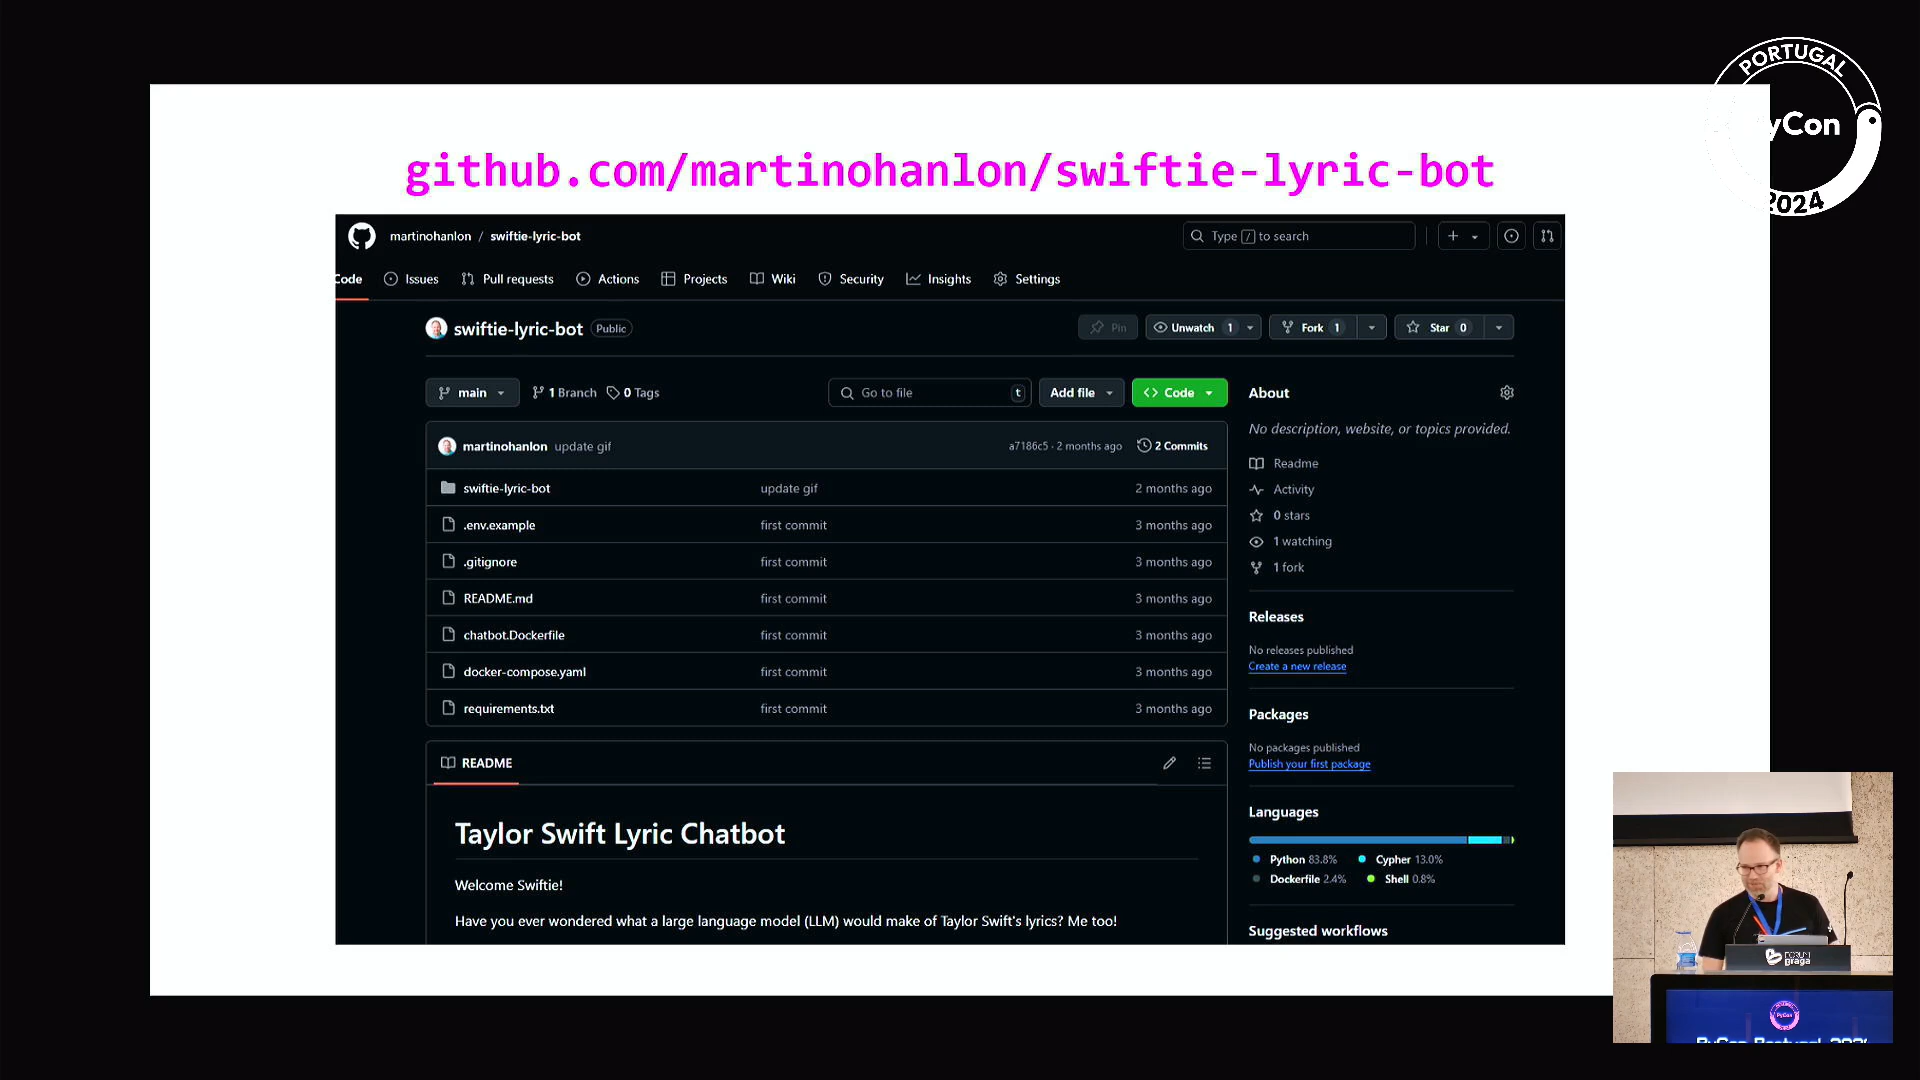 PORTUGAL
PyCon
2024
github.com/martinohanlon/swiftie-lyric-bot
martinohanlon / swiftie-lyric-bot
Type / to search
Code Issues Pull requests Actions Projects Wiki Security Insights Settings
swiftie-lyric-bot Public
Pin Unwatch 1 Fork 1 Star 0
main 1 Branch 0 Tags Go to file t Add file Code
martinohanlon update gif a7186c5 · 2 months ago 2 Commits
swiftie-lyric-bot update gif 2 months ago
.env.example first commit 3 months ago
.gitignore first commit 3 months ago
README.md first commit 3 months ago
chatbot.Dockerfile first commit 3 months ago
docker-compose.yaml first commit 3 months ago
requirements.txt first commit 3 months ago
README
Taylor Swift Lyric Chatbot
Welcome Swiftie!
Have you ever wondered what a large language model (LLM) would make of Taylor Swift's lyrics? Me too!
About
No description, website, or topics provided.
Readme
Activity
0 stars
1 watching
1 fork
Releases
No releases published
Create a new release
Packages
No packages published
Publish your first package
Languages
Python 83.8% Cypher 13.0%
Dockerfile 2.4% Shell 0.8%
Suggested workflows
FORUM
Braga
PyCon
PyCon Portugal 2024